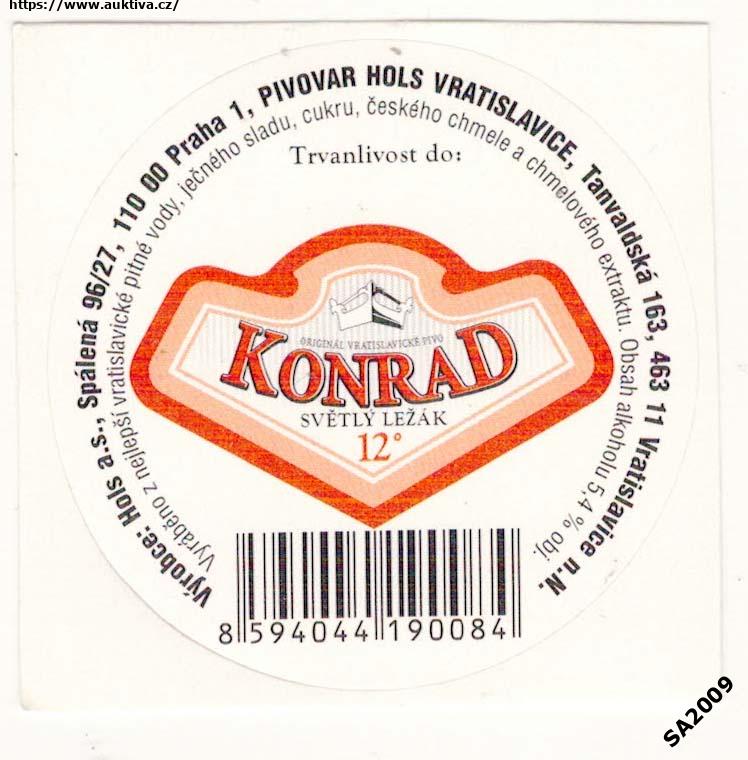 https://www.auktiva.cz/
Výrobce: Hols a.s., Spálená 96/27, 110 00 Praha 1, PIVOVAR HOLS VRATISLAVICE, Tanvaldská 163, 463 11 Vratislavice n.N.
Vyráběno z nejlepší vratislavické pitné vody, ječného sladu, cukru, českého chmele a chmelového extraktu. Obsah alkoholu 5,4 % obj.
Trvanlivost do:
ORIGINÁL VRATISLAVICKÉ PIVO
KONRAD
SVĚTLÝ LEŽÁK
12°
8 594044 190084
SA2009